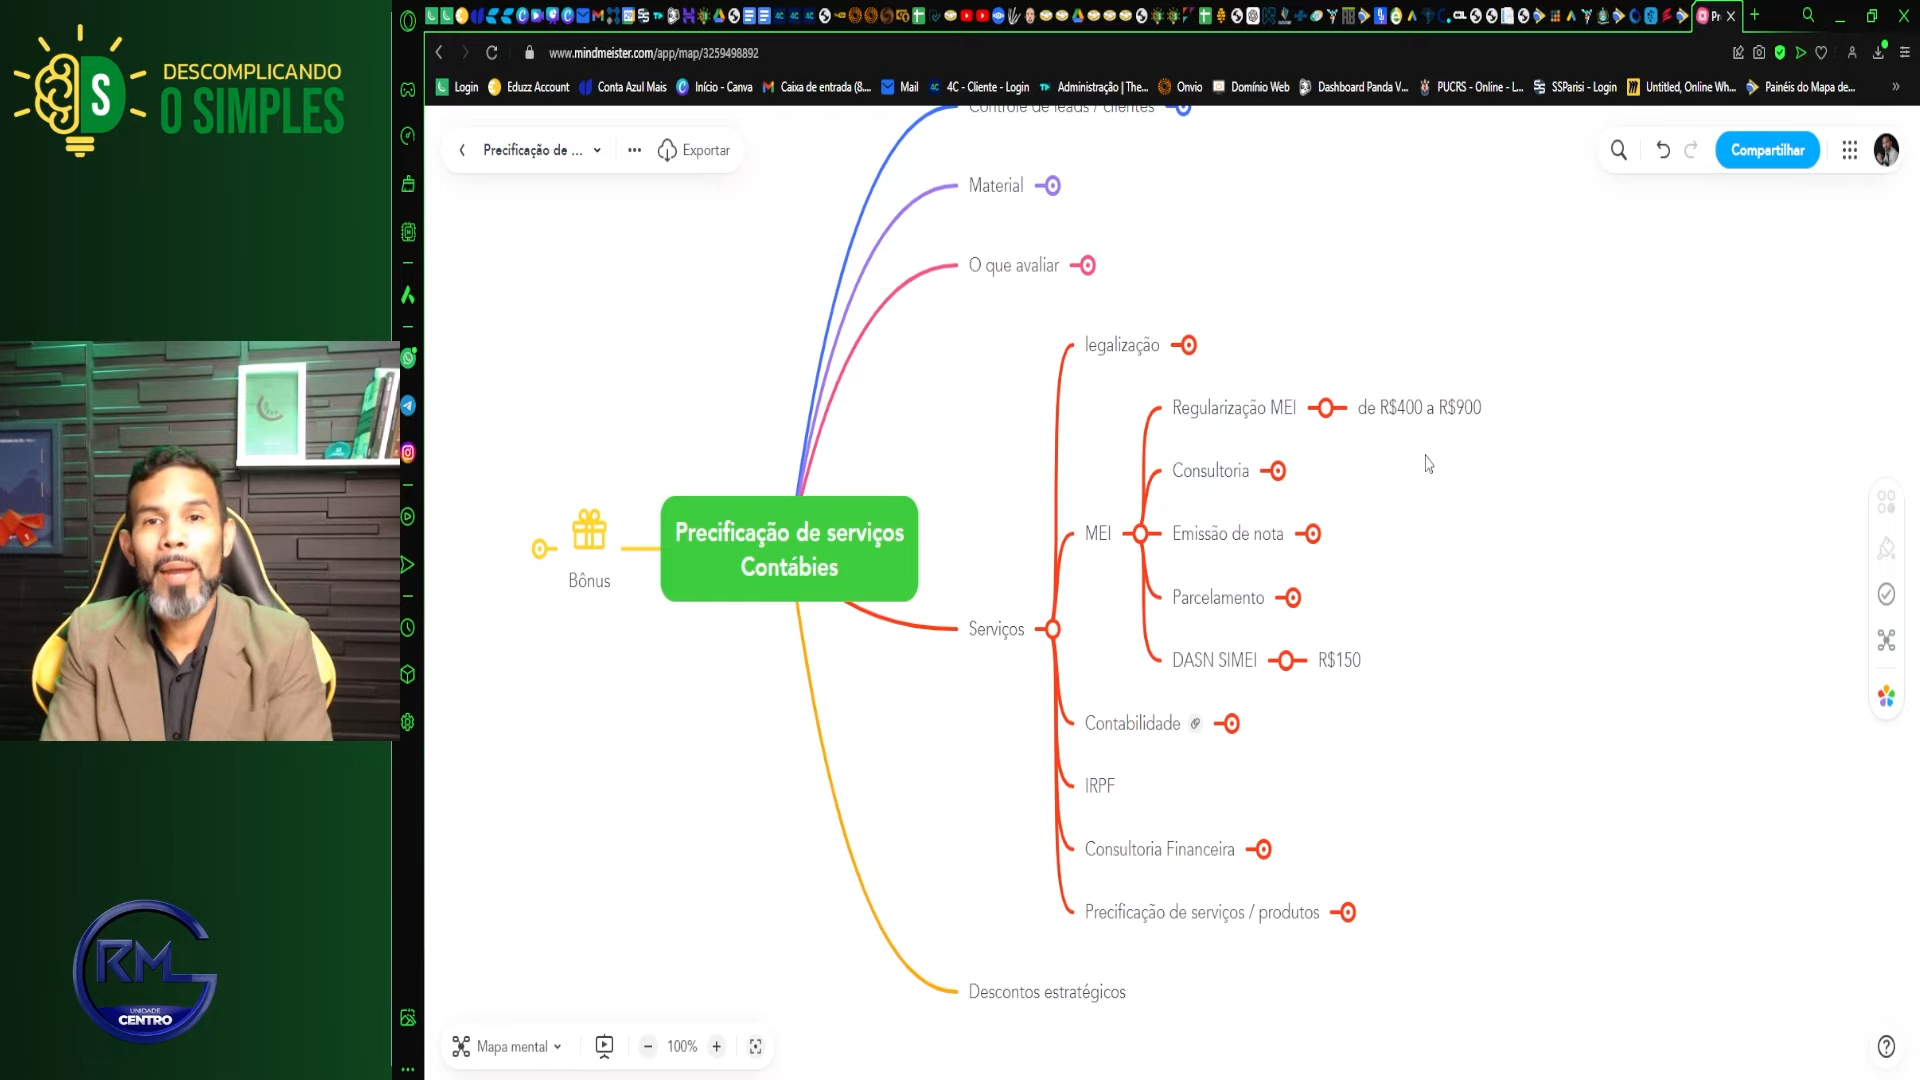 DESCOMPLICANDO
O SIMPLES
S
www.mindmeister.com/app/map/3259498892
Login
Eduzz Account
Conta Azul Mais
Início - Canva
Caixa de entrada (8...
Mail
4C - Cliente - Login
Administração | The...
Onvio
Domínio Web
Dashboard Panda V...
PUCRS - Online - L...
SSParisi - Login
Untitled, Online Wh...
Painéis do Mapa de...
Precificação de ...
Exportar
Compartilhar
Controle de leads / clientes
Material
O que avaliar
legalização
Regularização MEI
de R$400 a R$900
Consultoria
MEI
Emissão de nota
Parcelamento
DASN SIMEI
R$150
Precificação de serviços
Contábies
Bônus
Serviços
Contabilidade
IRPF
Consultoria Financeira
Precificação de serviços / produtos
Descontos estratégicos
Mapa mental
100%
RM
UNIDADE
CENTRO